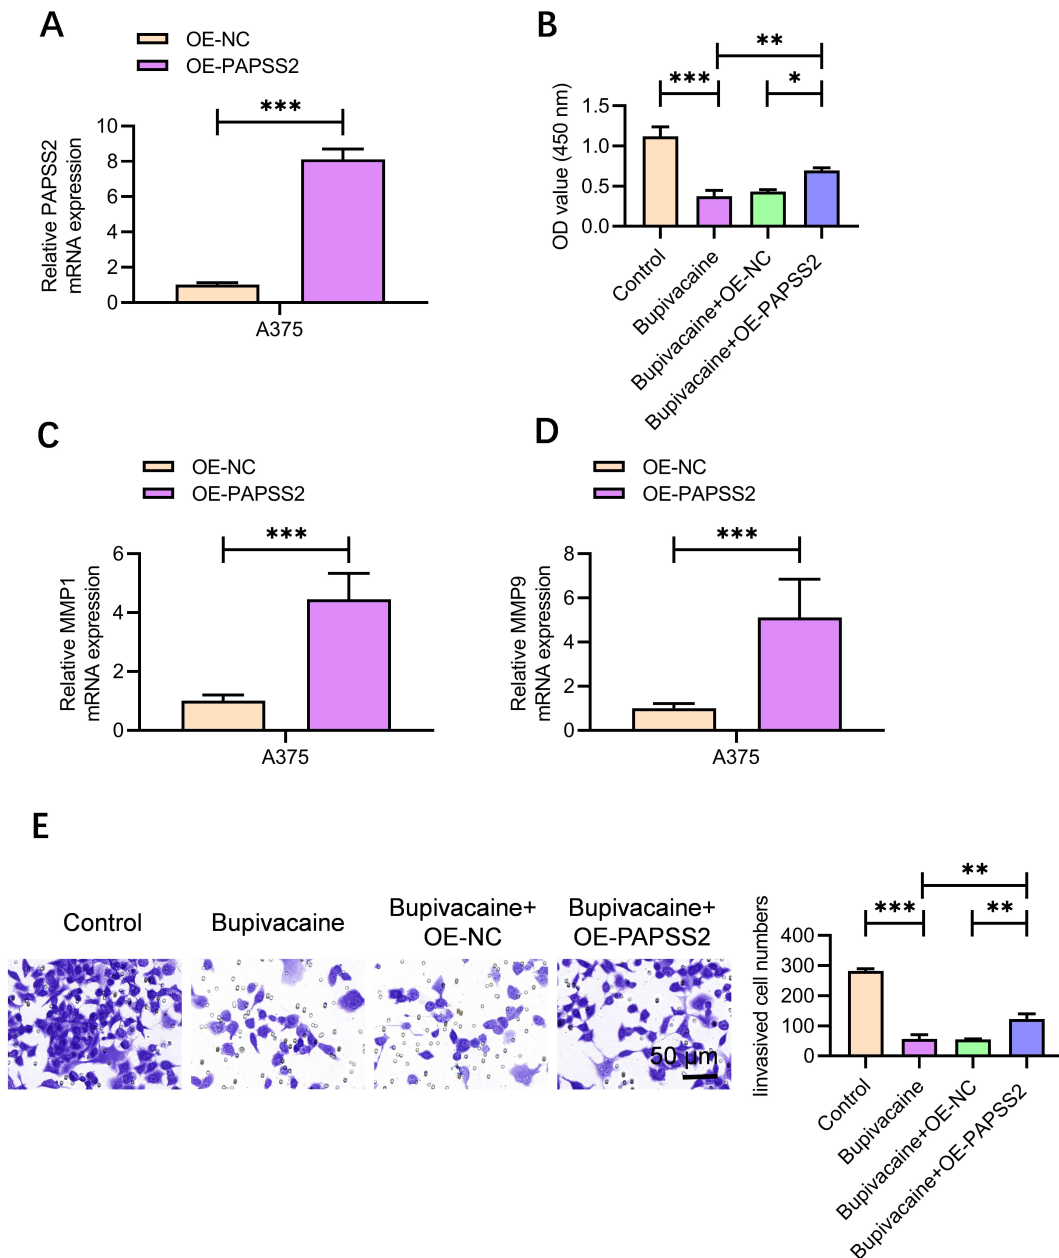 A
OE-NC
OE-PAPSS2
***
Relative PAPSS2
mRNA expression
10
8
6
4
2
0
A375
B
**
***
*
OD value (450 nm)
1.5
1.0
0.5
0.0
Control
Bupivacaine
Bupivacaine+OE-NC
Bupivacaine+OE-PAPSS2
C
OE-NC
OE-PAPSS2
***
Relative MMP1
mRNA expression
6
4
2
0
A375
D
OE-NC
OE-PAPSS2
***
Relative MMP9
mRNA expression
8
6
4
2
0
A375
E
Control
Bupivacaine
Bupivacaine+
OE-NC
Bupivacaine+
OE-PAPSS2
50 μm
**
***
**
Iinvasived cell numbers
400
300
200
100
0
Control
Bupivacaine
Bupivacaine+OE-NC
Bupivacaine+OE-PAPSS2